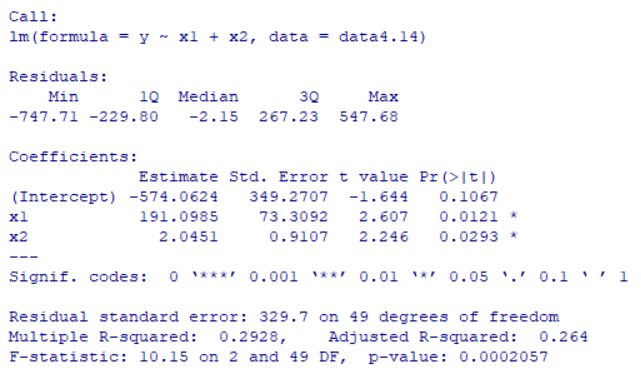 Call:
lm(formula = y ~ x1 + x2, data = data4.14)
Residuals:
Min 1Q Median 3Q Max
-747.71 -229.80 -2.15 267.23 547.68
Coefficients:
Estimate Std. Error t value Pr(>|t|)
(Intercept) -574.0624 349.2707 -1.644 0.1067
x1 191.0985 73.3092 2.607 0.0121 *
x2 2.0451 0.9107 2.246 0.0293 *
---
Signif. codes: 0 ‘***’ 0.001 ‘**’ 0.01 ‘*’ 0.05 ‘.’ 0.1 ‘ ’ 1
Residual standard error: 329.7 on 49 degrees of freedom
Multiple R-squared: 0.2928, Adjusted R-squared: 0.264
F-statistic: 10.15 on 2 and 49 DF, p-value: 0.0002057